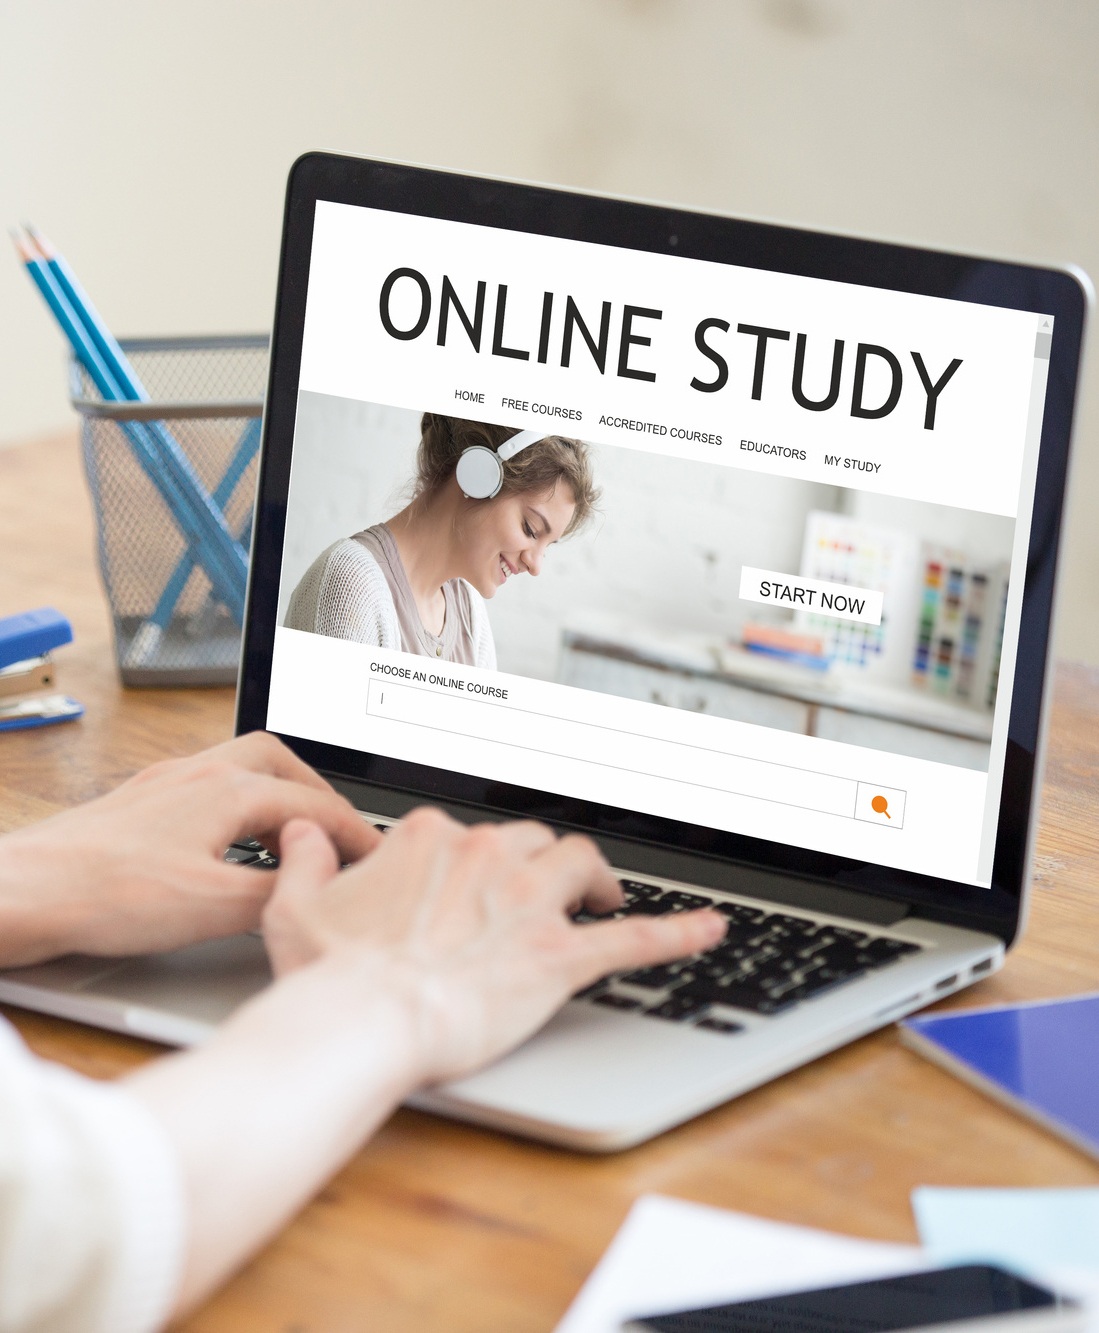 ONLINE STUDY
HOME FREE COURSES ACCREDITED COURSES EDUCATORS MY STUDY
START NOW
CHOOSE AN ONLINE COURSE